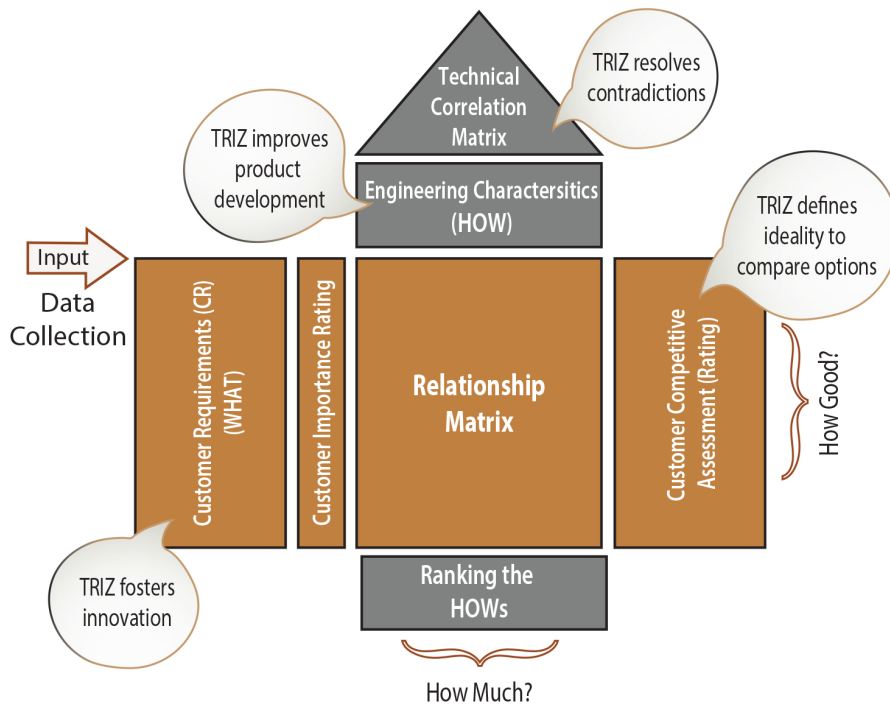 Technical
Correlation
Matrix
TRIZ resolves
contradictions
TRIZ improves
product
development
Engineering Charactersitics
(HOW)
TRIZ defines
ideality to
compare options
Input
Data
Collection
Customer Requirements (CR)
(WHAT)
Customer Importance Rating
Relationship
Matrix
Customer Competitive
Assessment (Rating)
How Good?
TRIZ fosters
innovation
Ranking the
HOWs
How Much?